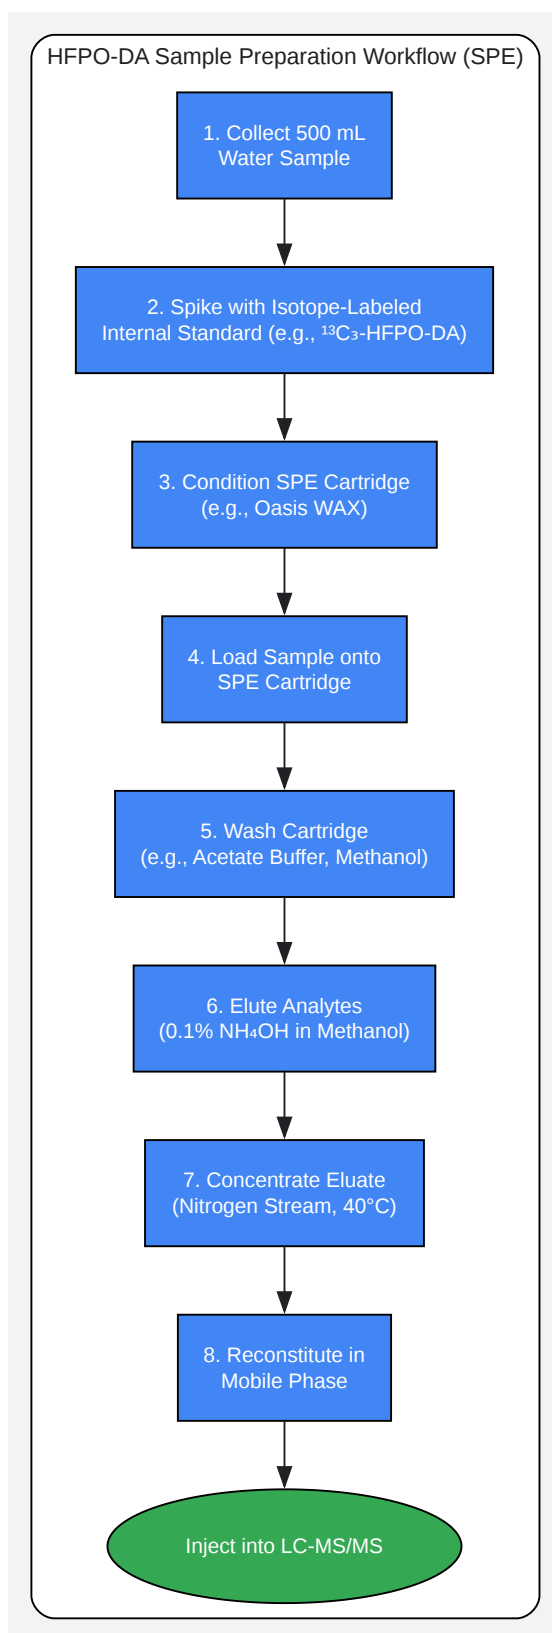 HFPO-DA Sample Preparation Workflow (SPE)
1. Collect 500 mL
Water Sample
2. Spike with Isotope-Labeled
Internal Standard (e.g., ¹³C₃-HFPO-DA)
3. Condition SPE Cartridge
(e.g., Oasis WAX)
4. Load Sample onto
SPE Cartridge
5. Wash Cartridge
(e.g., Acetate Buffer, Methanol)
6. Elute Analytes
(0.1% NH₄OH in Methanol)
7. Concentrate Eluate
(Nitrogen Stream, 40°C)
8. Reconstitute in
Mobile Phase
Inject into LC-MS/MS